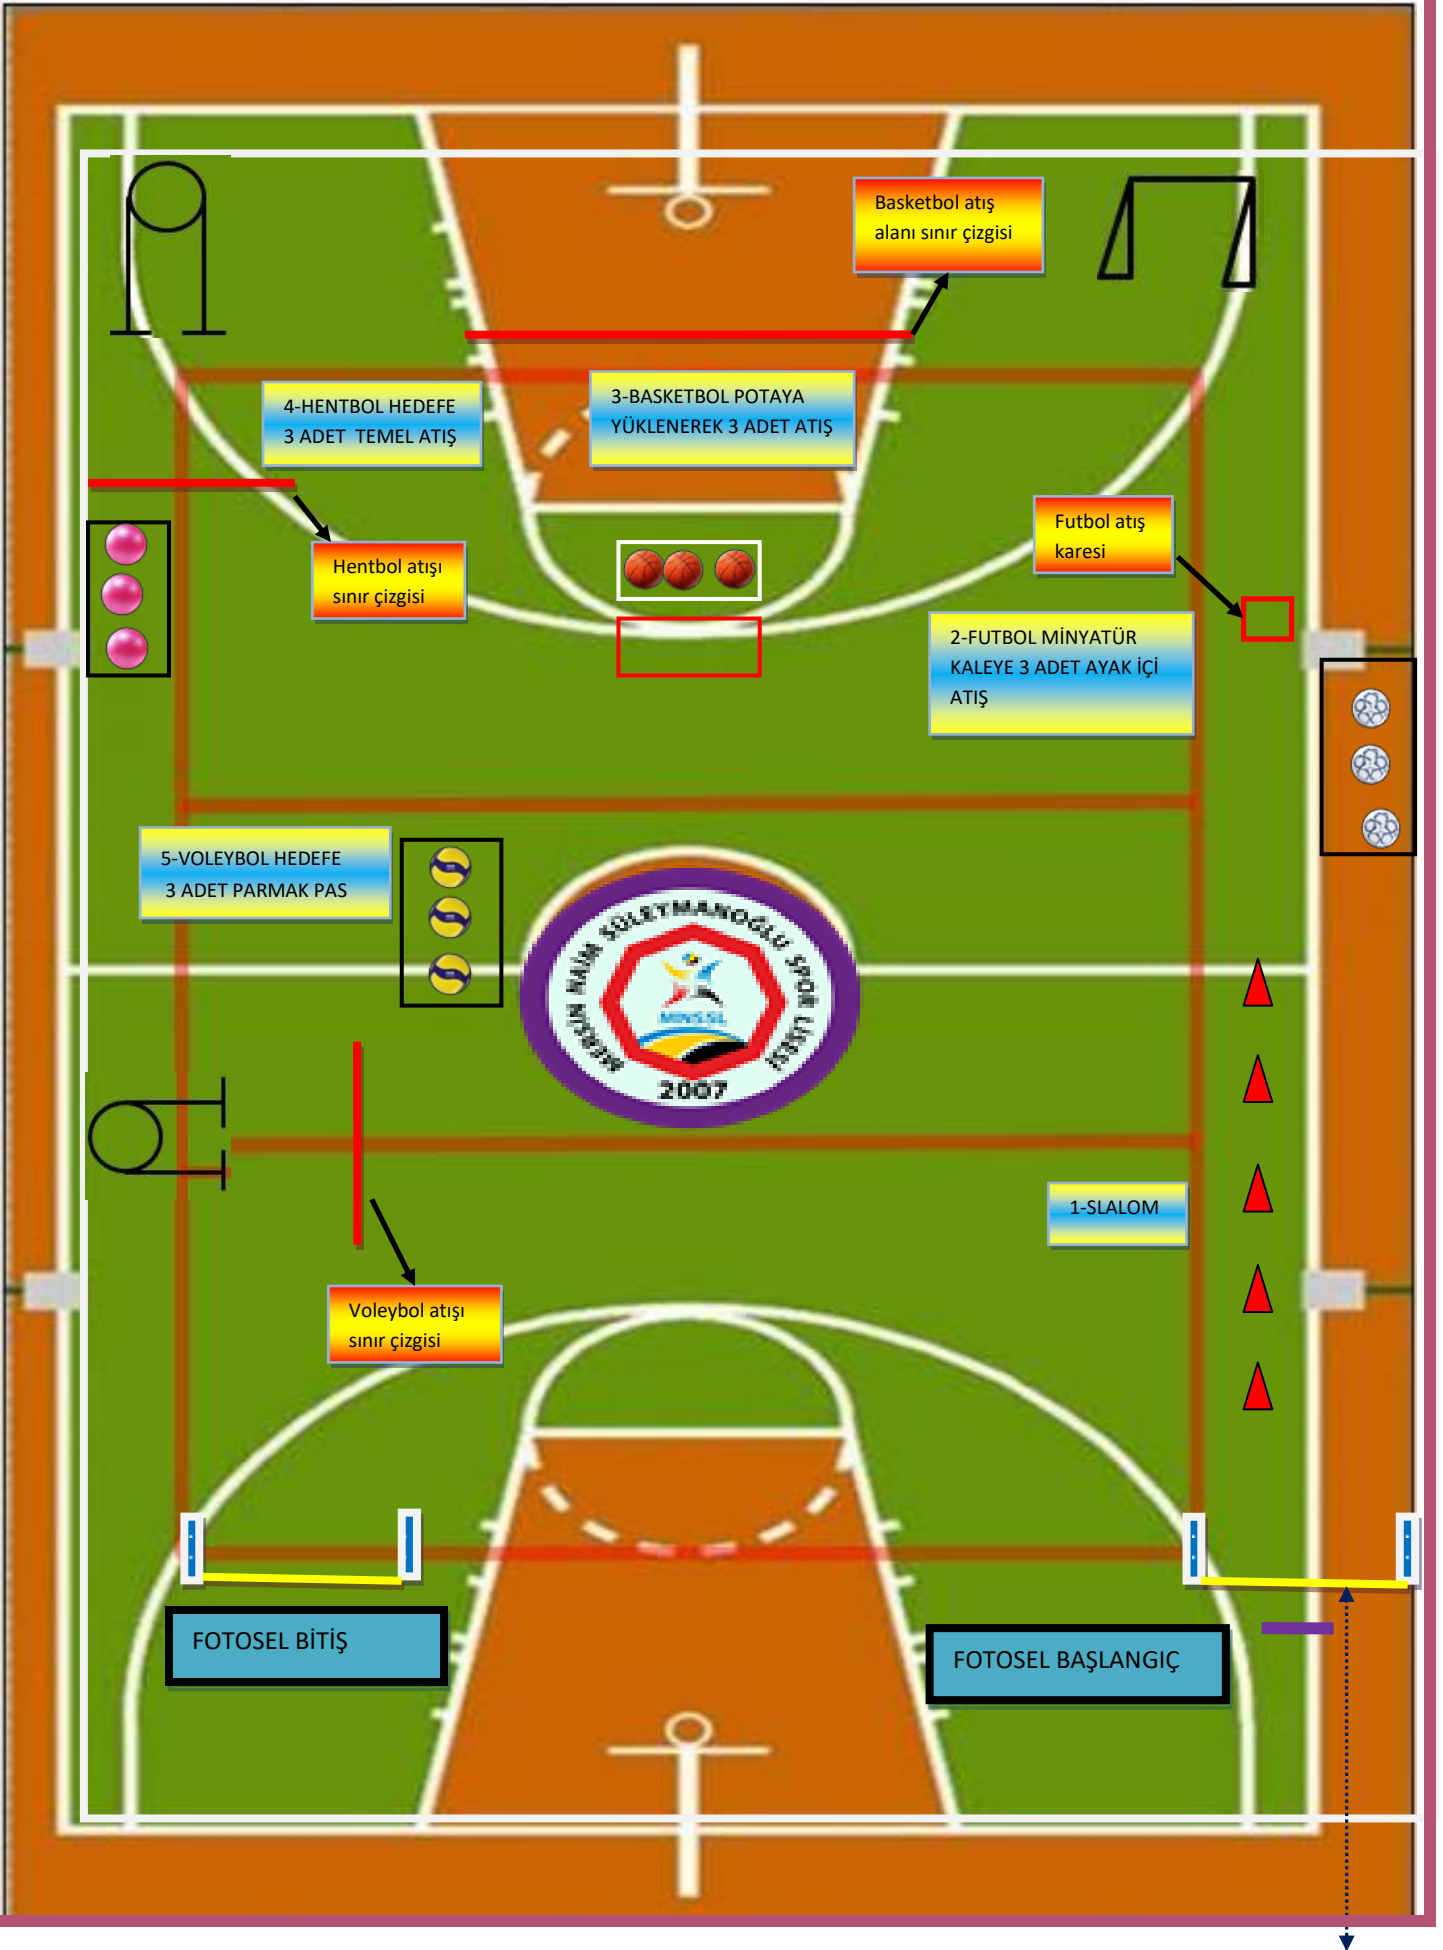 Basketbol atış
alanı sınır çizgisi
4-HENTBOL HEDEFE
3 ADET TEMEL ATIŞ
3-BASKETBOL POTAYA
YÜKLENEREK 3 ADET ATIŞ
Futbol atış
karesi
Hentbol atışı
sınır çizgisi
2-FUTBOL MİNYATÜR
KALEYE 3 ADET AYAK İÇİ
ATIŞ
5-VOLEYBOL HEDEFE
3 ADET PARMAK PAS
MERSİN NAİM SÜLEYMANOĞLU SPOR LİSESİ
MNSSL
2007
1-SLALOM
Voleybol atışı
sınır çizgisi
FOTOSEL BİTİŞ
FOTOSEL BAŞLANGIÇ